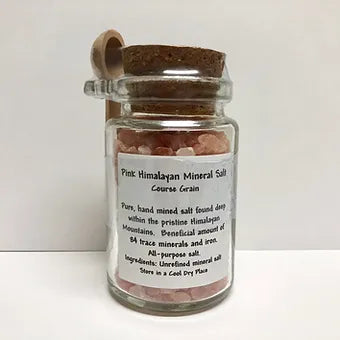 Pink Himalayan Mineral Salt
Course Grain
Pure, hand mined salt found deep
within the pristine Himalayan
Mountains. Beneficial amount of
84 trace minerals and iron.
All-purpose salt.
Ingredients: Unrefined mineral salt
Store in a Cool Dry Place